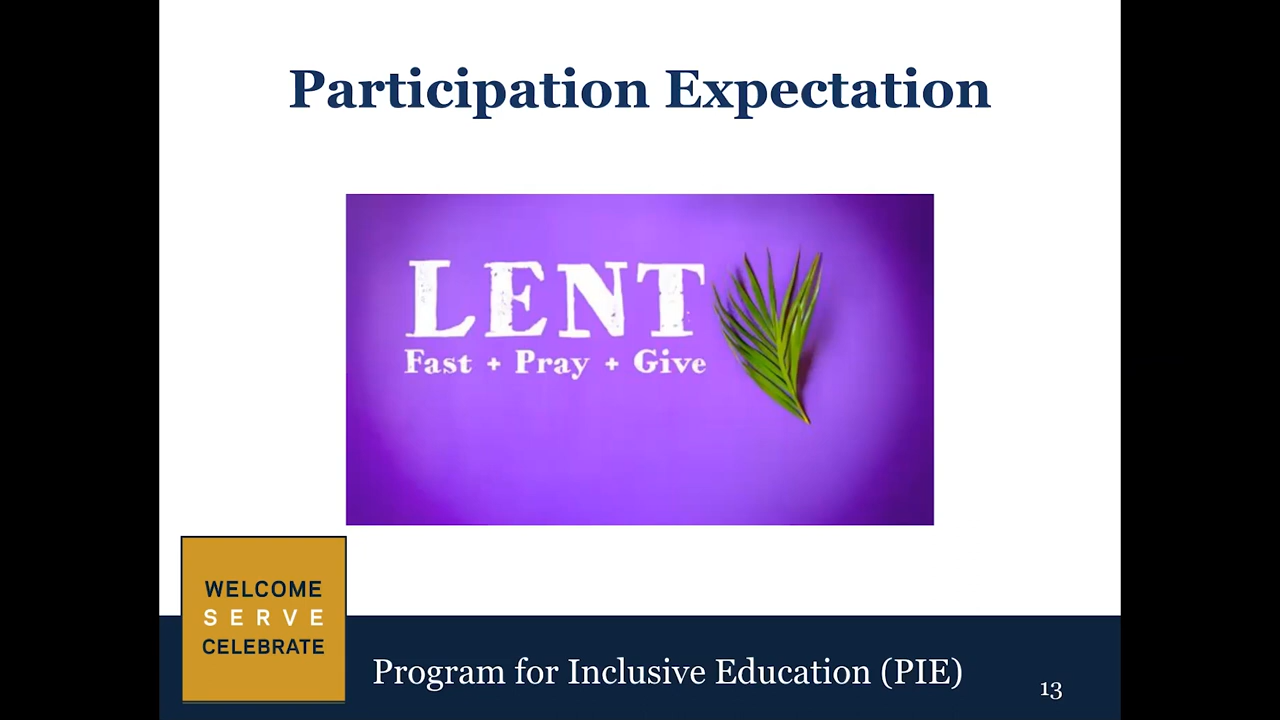 Participation Expectation
LENT
Fast + Pray + Give
WELCOME
SERVE
CELEBRATE
Program for Inclusive Education (PIE)
13